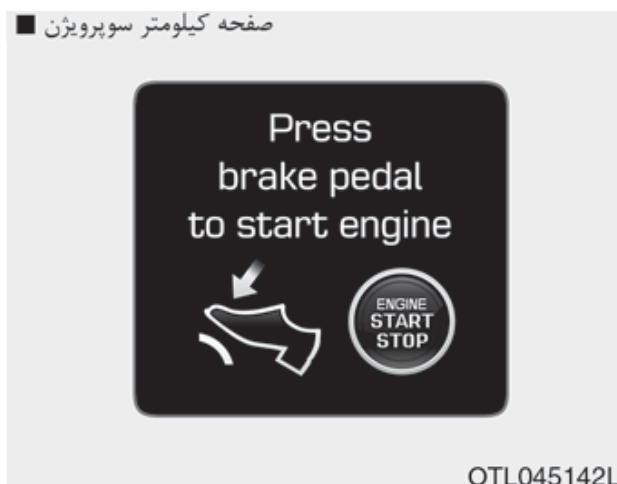 ■ صفحه کیلومتر سوپرویژن
Press
brake pedal
to start engine
ENGINE
START
STOP
OTL045142L